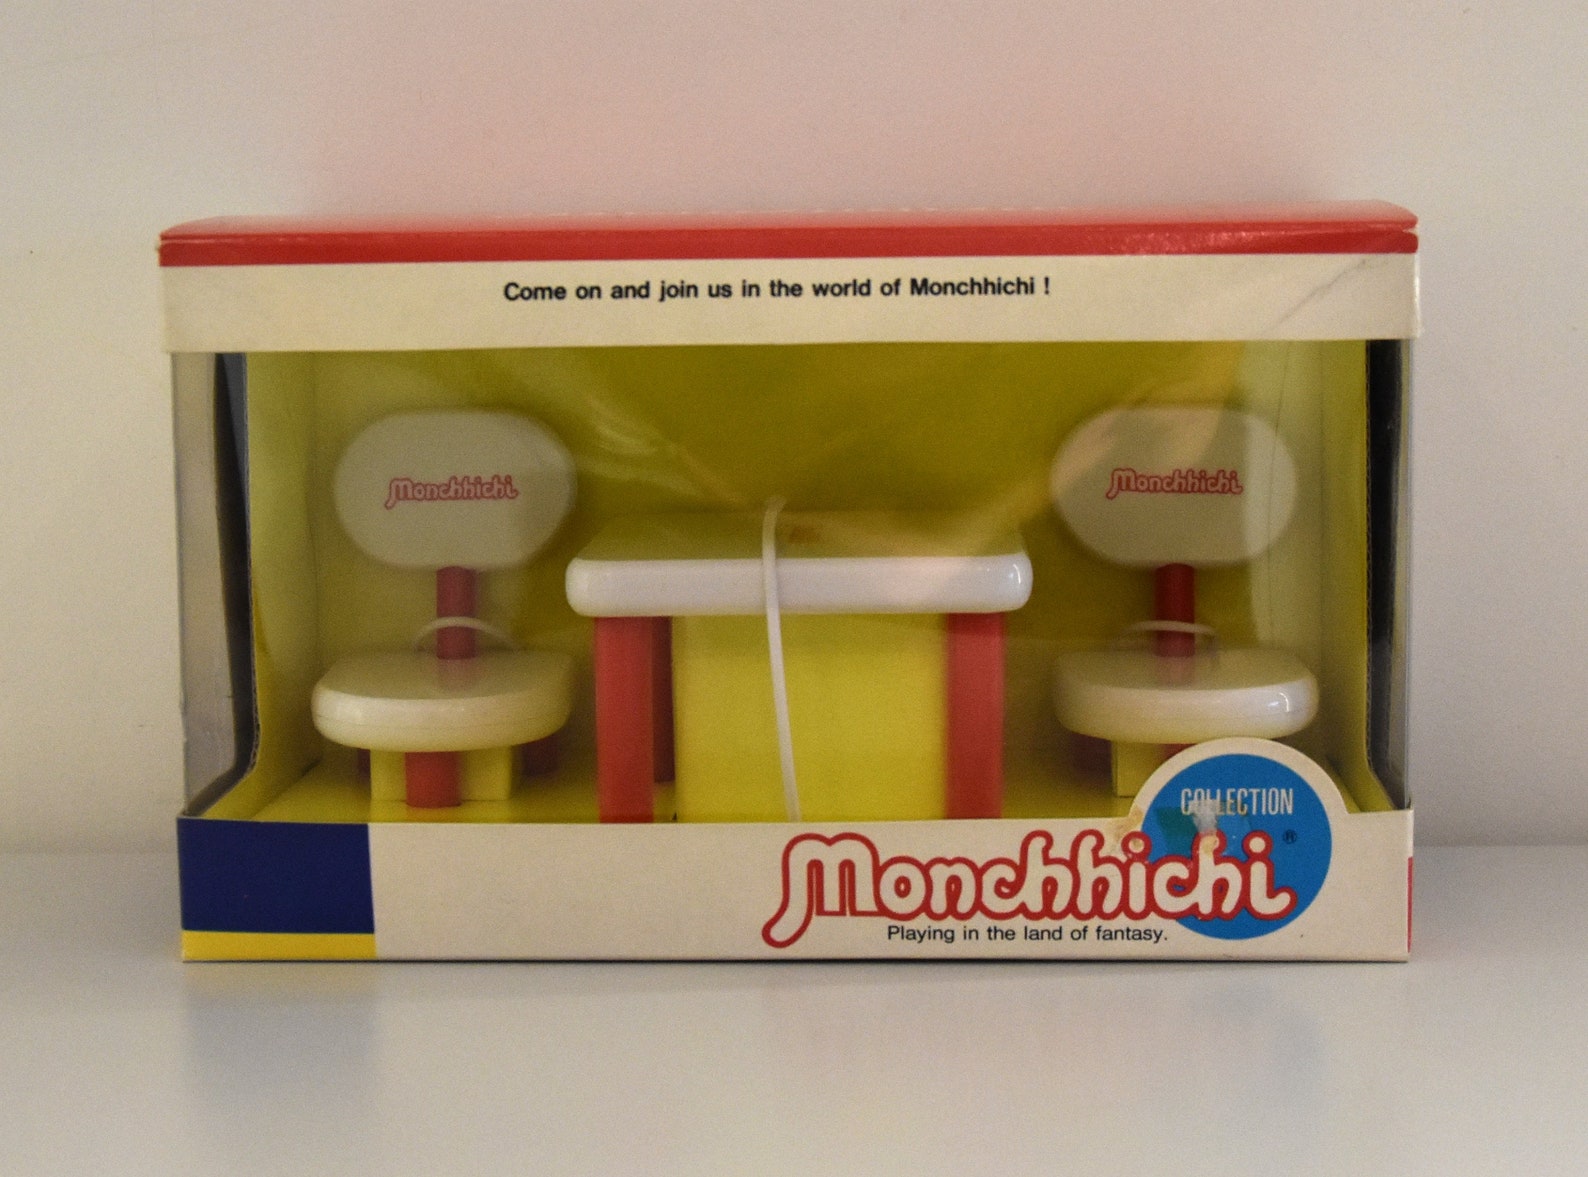 Come on and join us in the world of Monchhichi !
Monchhichi
Monchhichi
COLLECTION
Monchhichi®
Playing in the land of fantasy.